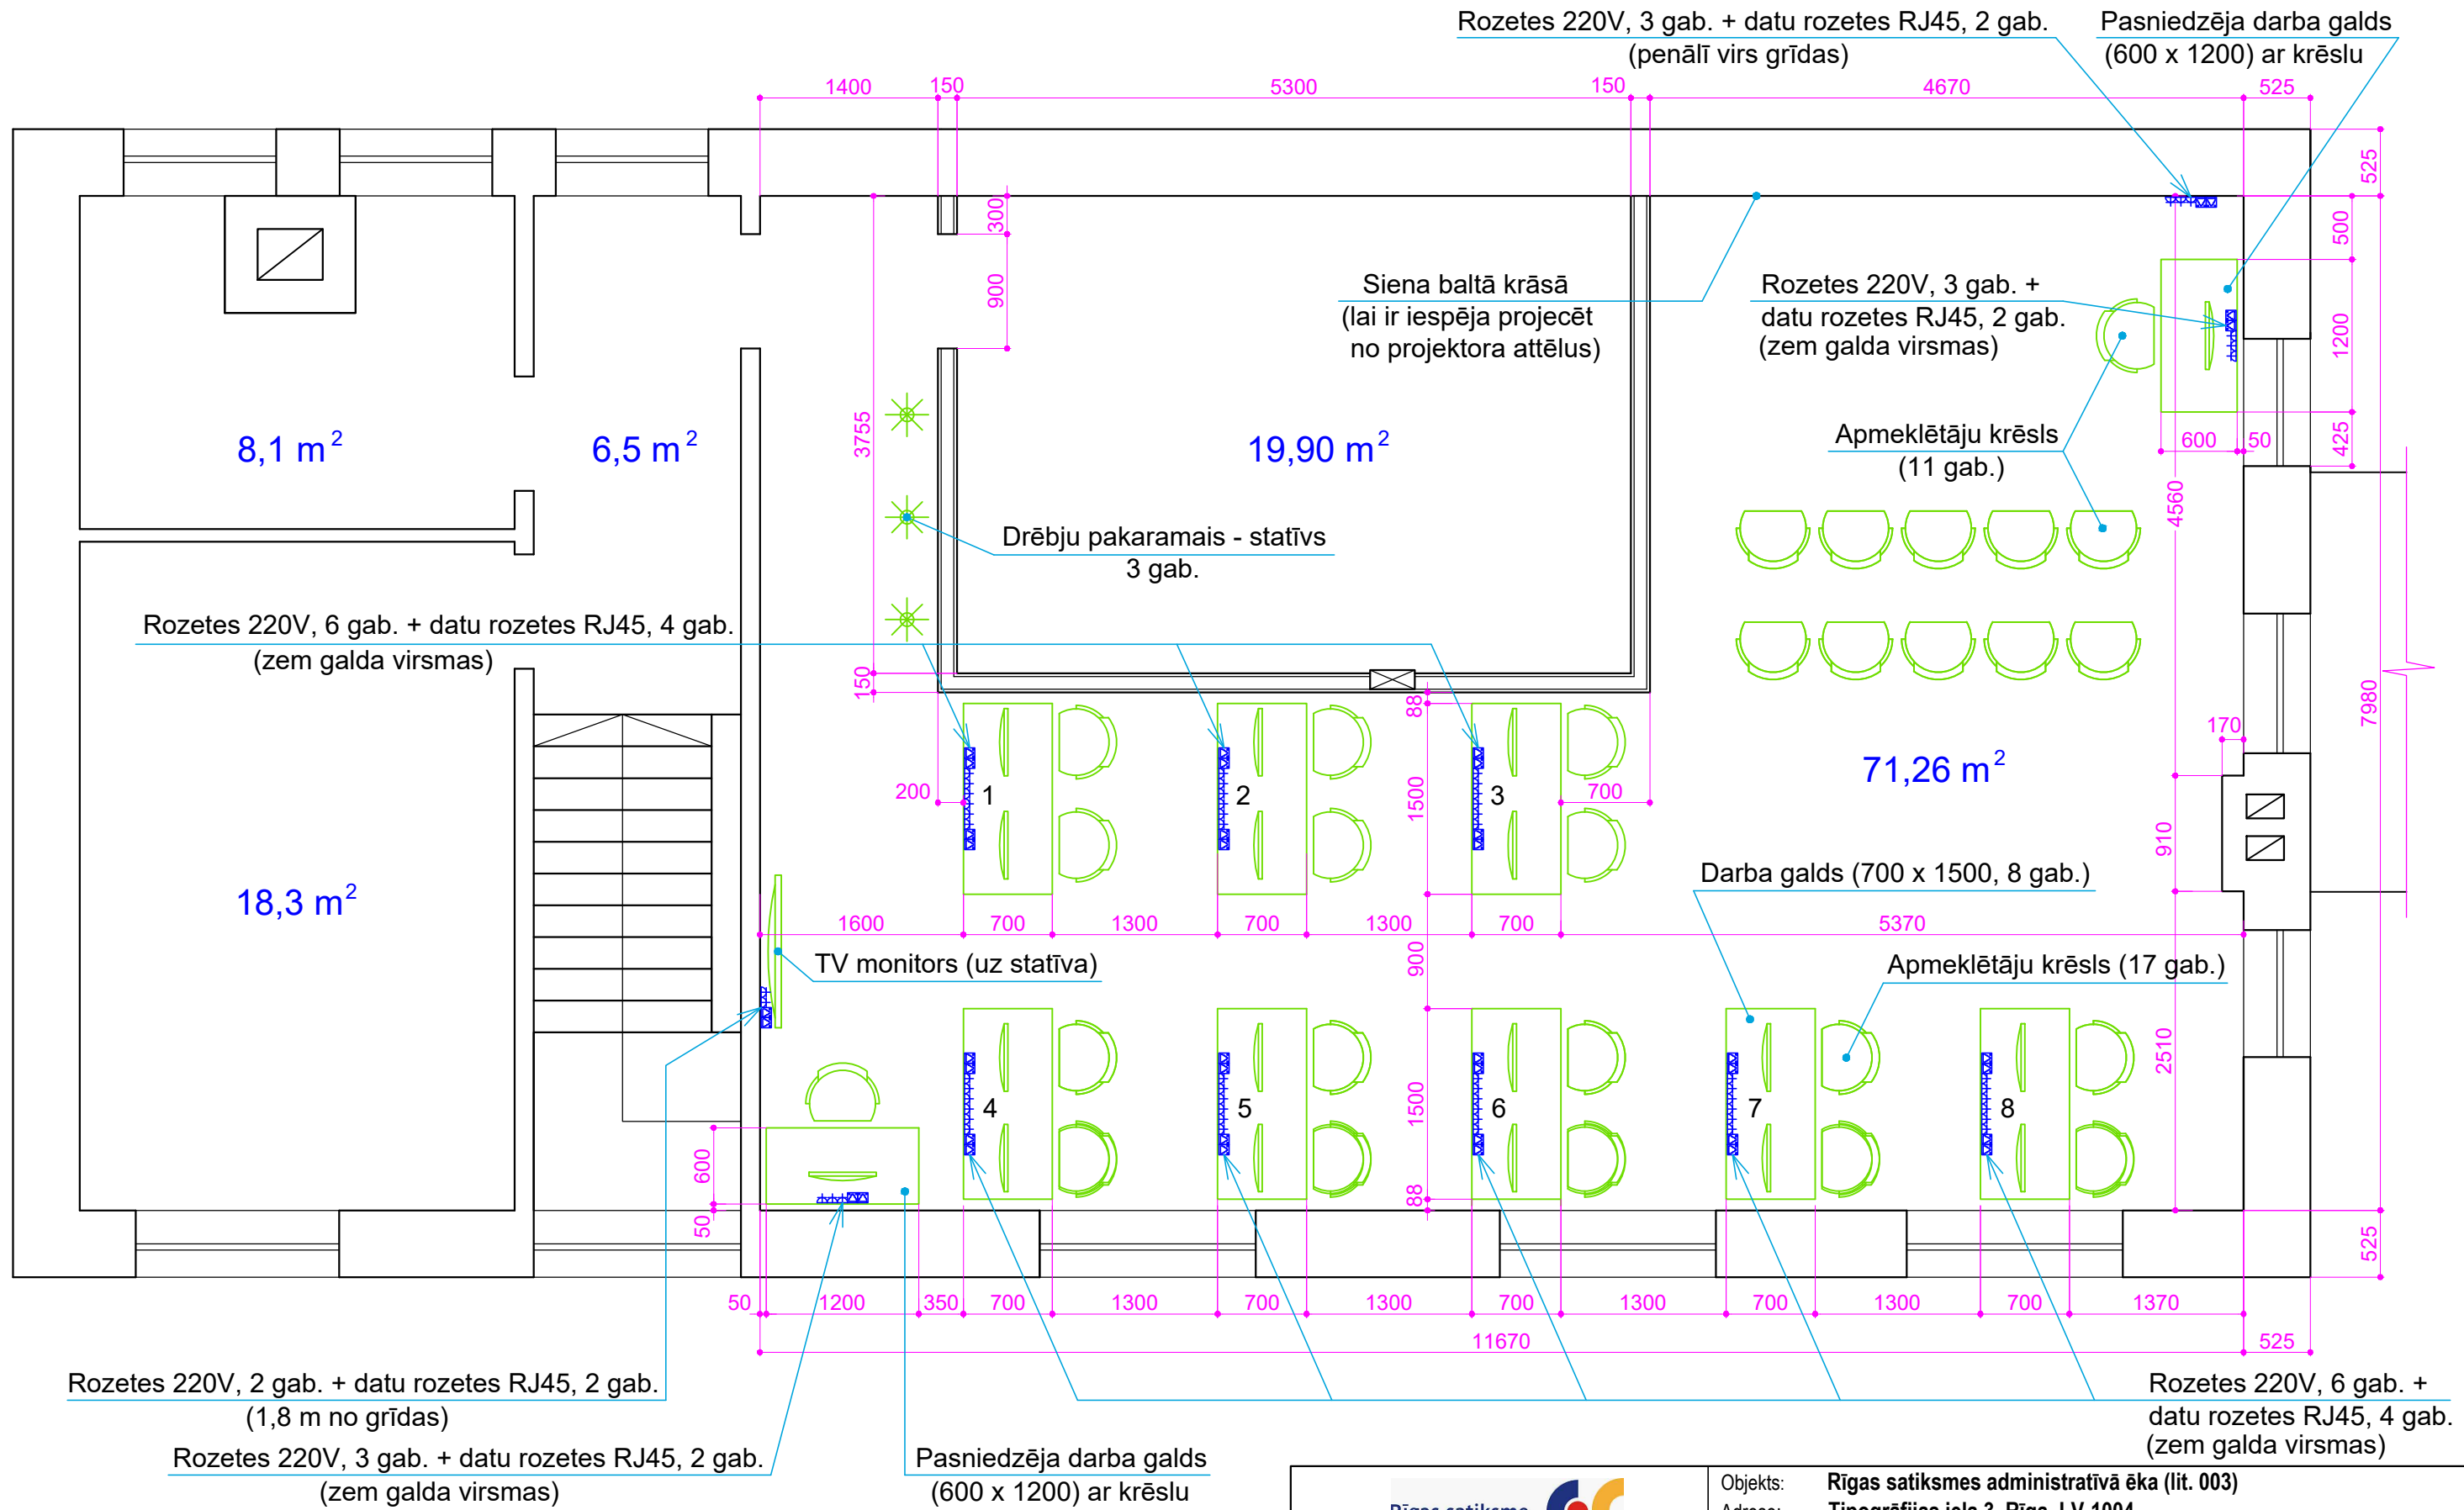 Rozetes 220V, 3 gab. + datu rozetes RJ45, 2 gab.
(penālī virs grīdas)
Pasniedzēja darba galds
(600 x 1200) ar krēslu
1400
150
5300
150
4670
525
525
300
900
500
1200
425
600
50
Siena baltā krāsā
(lai ir iespēja projecēt
no projektora attēlus)
Rozetes 220V, 3 gab. +
datu rozetes RJ45, 2 gab.
(zem galda virsmas)
8,1 m²
6,5 m²
3755
19,90 m²
Apmeklētāju krēsls
(11 gab.)
4560
Drēbju pakaramais - statīvs
3 gab.
Rozetes 220V, 6 gab. + datu rozetes RJ45, 4 gab.
(zem galda virsmas)
150
88
7980
170
71,26 m²
200
1
2
3
1500
700
910
18,3 m²
Darba galds (700 x 1500, 8 gab.)
1600
700
1300
700
1300
700
5370
900
TV monitors (uz statīva)
Apmeklētāju krēsls (17 gab.)
2510
4
5
6
7
8
1500
600
50
88
525
50
1200
350
700
1300
700
1300
700
1300
700
1300
700
1370
11670
525
Rozetes 220V, 2 gab. + datu rozetes RJ45, 2 gab.
(1,8 m no grīdas)
Rozetes 220V, 6 gab. +
datu rozetes RJ45, 4 gab.
(zem galda virsmas)
Rozetes 220V, 3 gab. + datu rozetes RJ45, 2 gab.
(zem galda virsmas)
Pasniedzēja darba galds
(600 x 1200) ar krēslu
Objekts: Rīgas satiksmes administratīvā ēka (lit. 003)
Rīgas satiksme
Adrese: Tipogrāfijas iela 3, Rīga, LV-1004